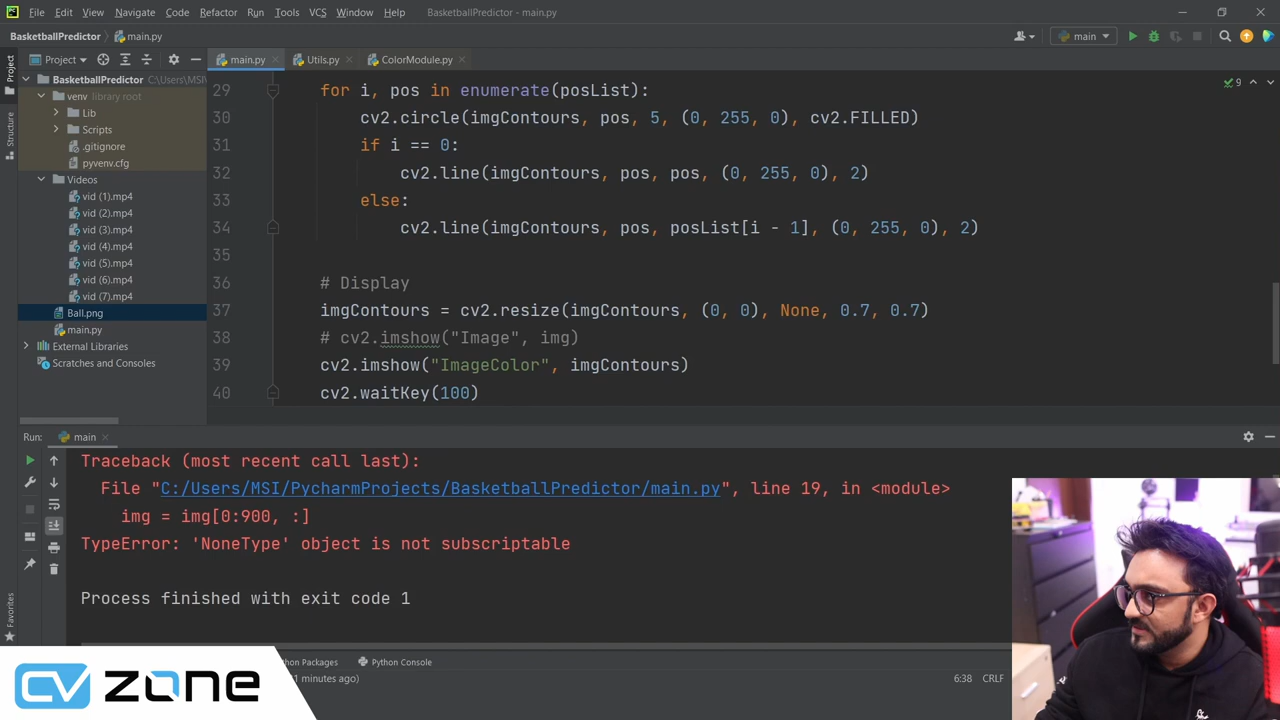 File Edit View Navigate Code Refactor Run Tools VCS Window Help BasketballPredictor - main.py
BasketballPredictor main.py main
Project main.py Utils.py ColorModule.py
Project
Structure
Favorites
BasketballPredictor C:\Users\MSI\
venv library root
Lib
Scripts
.gitignore
pyvenv.cfg
Videos
vid (1).mp4
vid (2).mp4
vid (3).mp4
vid (4).mp4
vid (5).mp4
vid (6).mp4
vid (7).mp4
Ball.png
main.py
External Libraries
Scratches and Consoles
9
29 for i, pos in enumerate(posList):
30 cv2.circle(imgContours, pos, 5, (0, 255, 0), cv2.FILLED)
31 if i == 0:
32 cv2.line(imgContours, pos, pos, (0, 255, 0), 2)
33 else:
34 cv2.line(imgContours, pos, posList[i - 1], (0, 255, 0), 2)
35
36 # Display
37 imgContours = cv2.resize(imgContours, (0, 0), None, 0.7, 0.7)
38 # cv2.imshow("Image", img)
39 cv2.imshow("ImageColor", imgContours)
40 cv2.waitKey(100)
Run: main
Traceback (most recent call last):
File "C:/Users/MSI/PycharmProjects/BasketballPredictor/main.py", line 19, in <module>
img = img[0:900, :]
TypeError: 'NoneType' object is not subscriptable
Process finished with exit code 1
Packages Python Console
minutes ago) 6:38 CRLF
CV ZONE